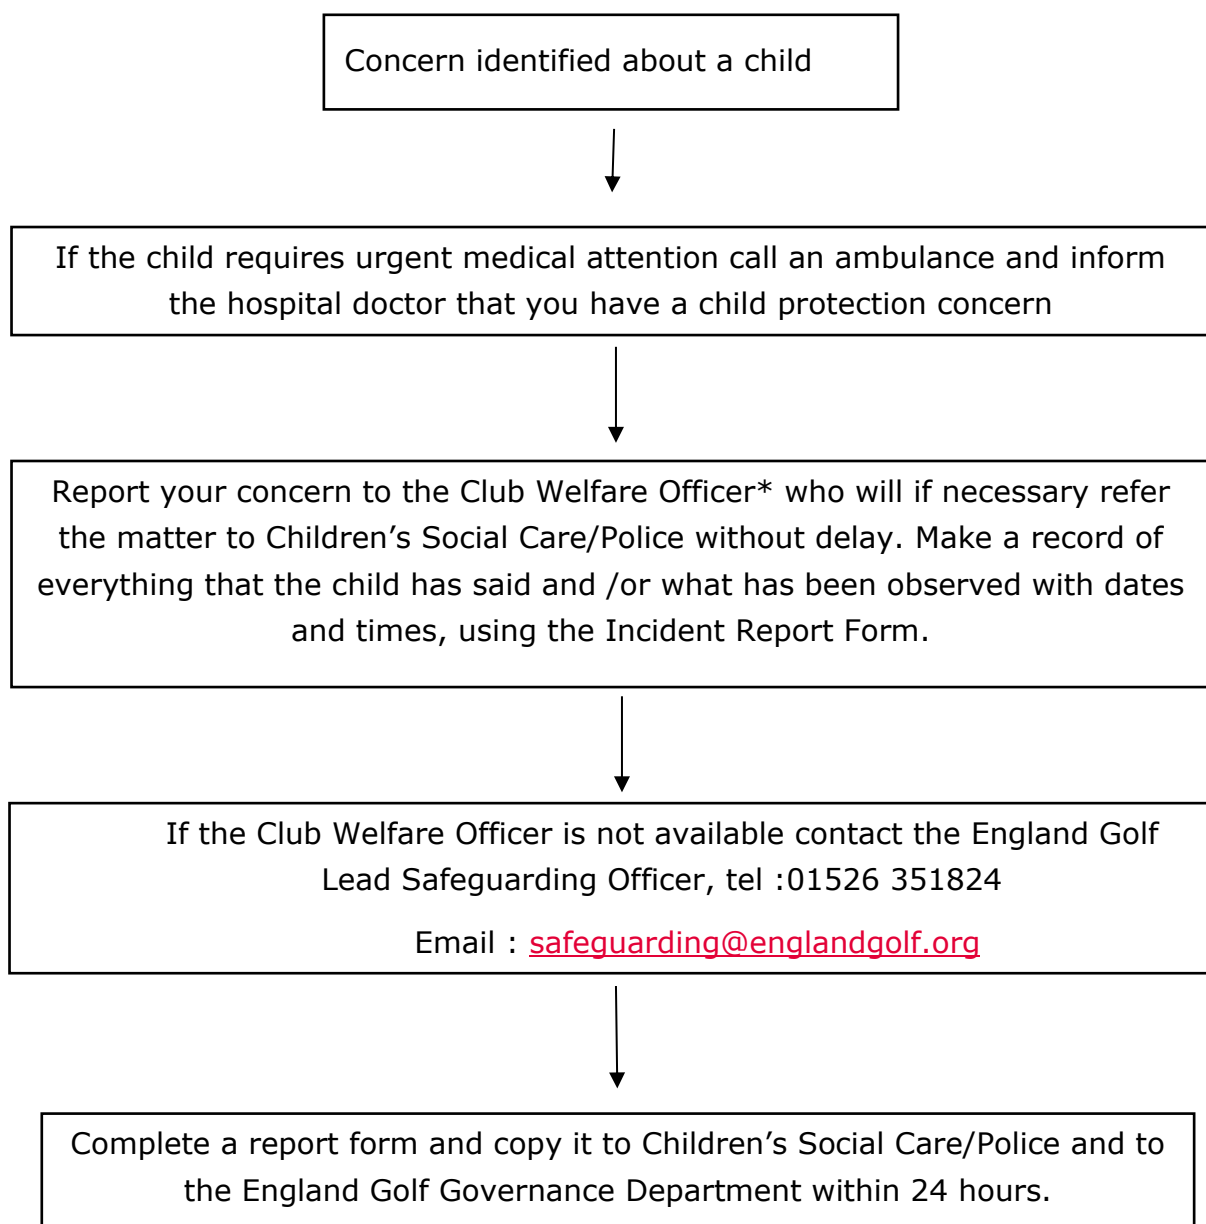 Concern identified about a child
If the child requires urgent medical attention call an ambulance and inform
the hospital doctor that you have a child protection concern
Report your concern to the Club Welfare Officer* who will if necessary refer
the matter to Children’s Social Care/Police without delay. Make a record of
everything that the child has said and /or what has been observed with dates
and times, using the Incident Report Form.
If the Club Welfare Officer is not available contact the England Golf
Lead Safeguarding Officer, tel :01526 351824
Email : safeguarding@englandgolf.org
Complete a report form and copy it to Children’s Social Care/Police and to
the England Golf Governance Department within 24 hours.